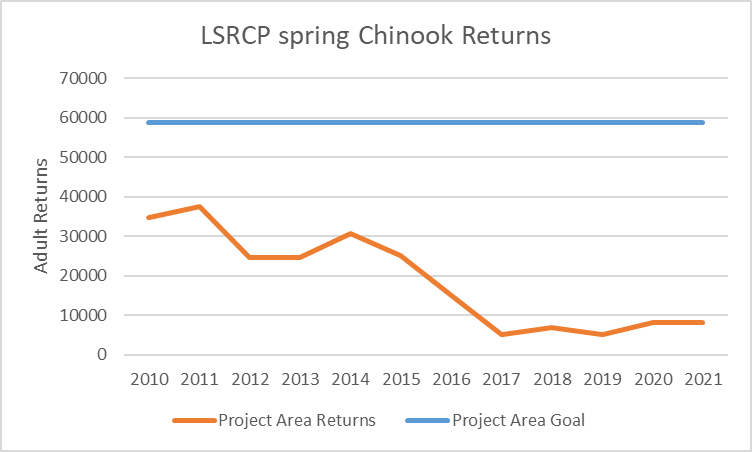 LSRCP spring Chinook Returns
70000
60000
50000
40000
30000
20000
10000
0
Adult Returns
2010 2011 2012 2013 2014 2015 2016 2017 2018 2019 2020 2021
Project Area Returns Project Area Goal